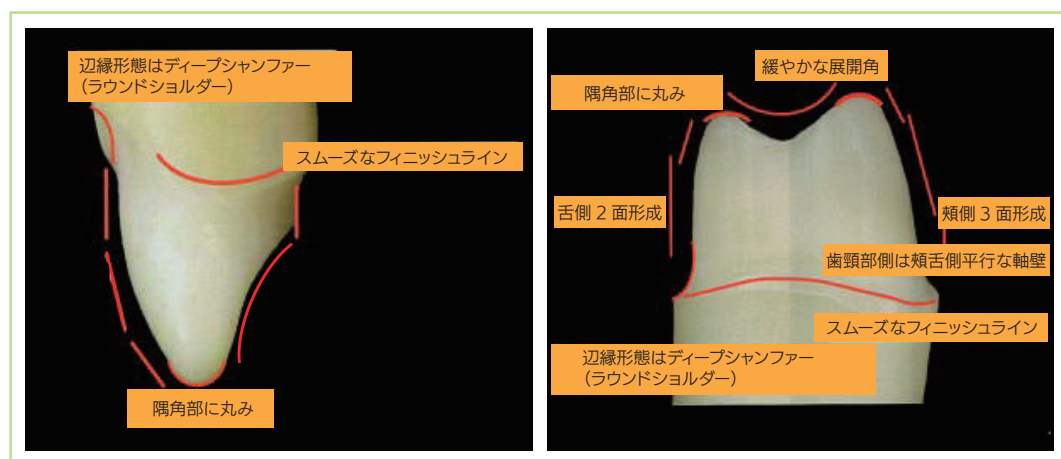 辺縁形態はディープシャンファー
（ラウンドショルダー）
スムーズなフィニッシュライン
隅角部に丸み
緩やかな展開角
隅角部に丸み
舌側2面形成
頬側3面形成
歯頸部側は頬舌側平行な軸壁
スムーズなフィニッシュライン
辺縁形態はディープシャンファー
（ラウンドショルダー）